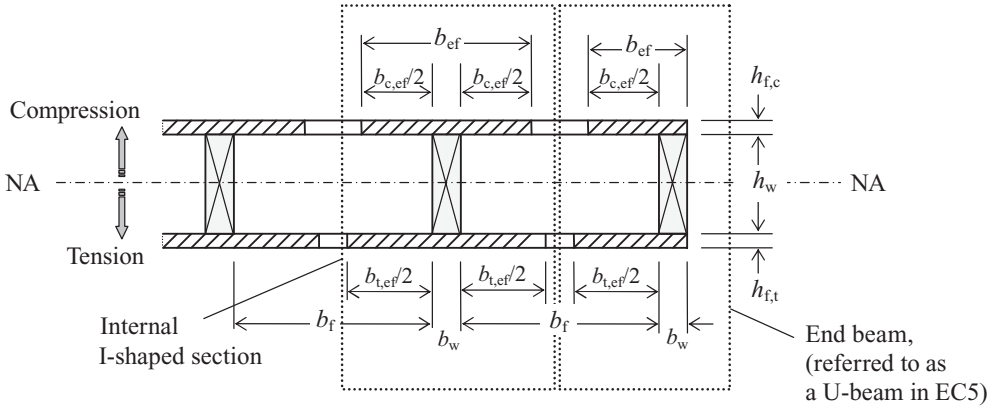 b_ef
b_ef
b_c,ef/2
b_c,ef/2
b_c,ef/2
h_f,c
Compression
NA
h_w
NA
Tension
h_f,t
b_t,ef/2
b_t,ef/2
b_t,ef/2
b_f
b_w
b_f
b_w
Internal
I-shaped section
End beam,
(referred to as
a U-beam in EC5)